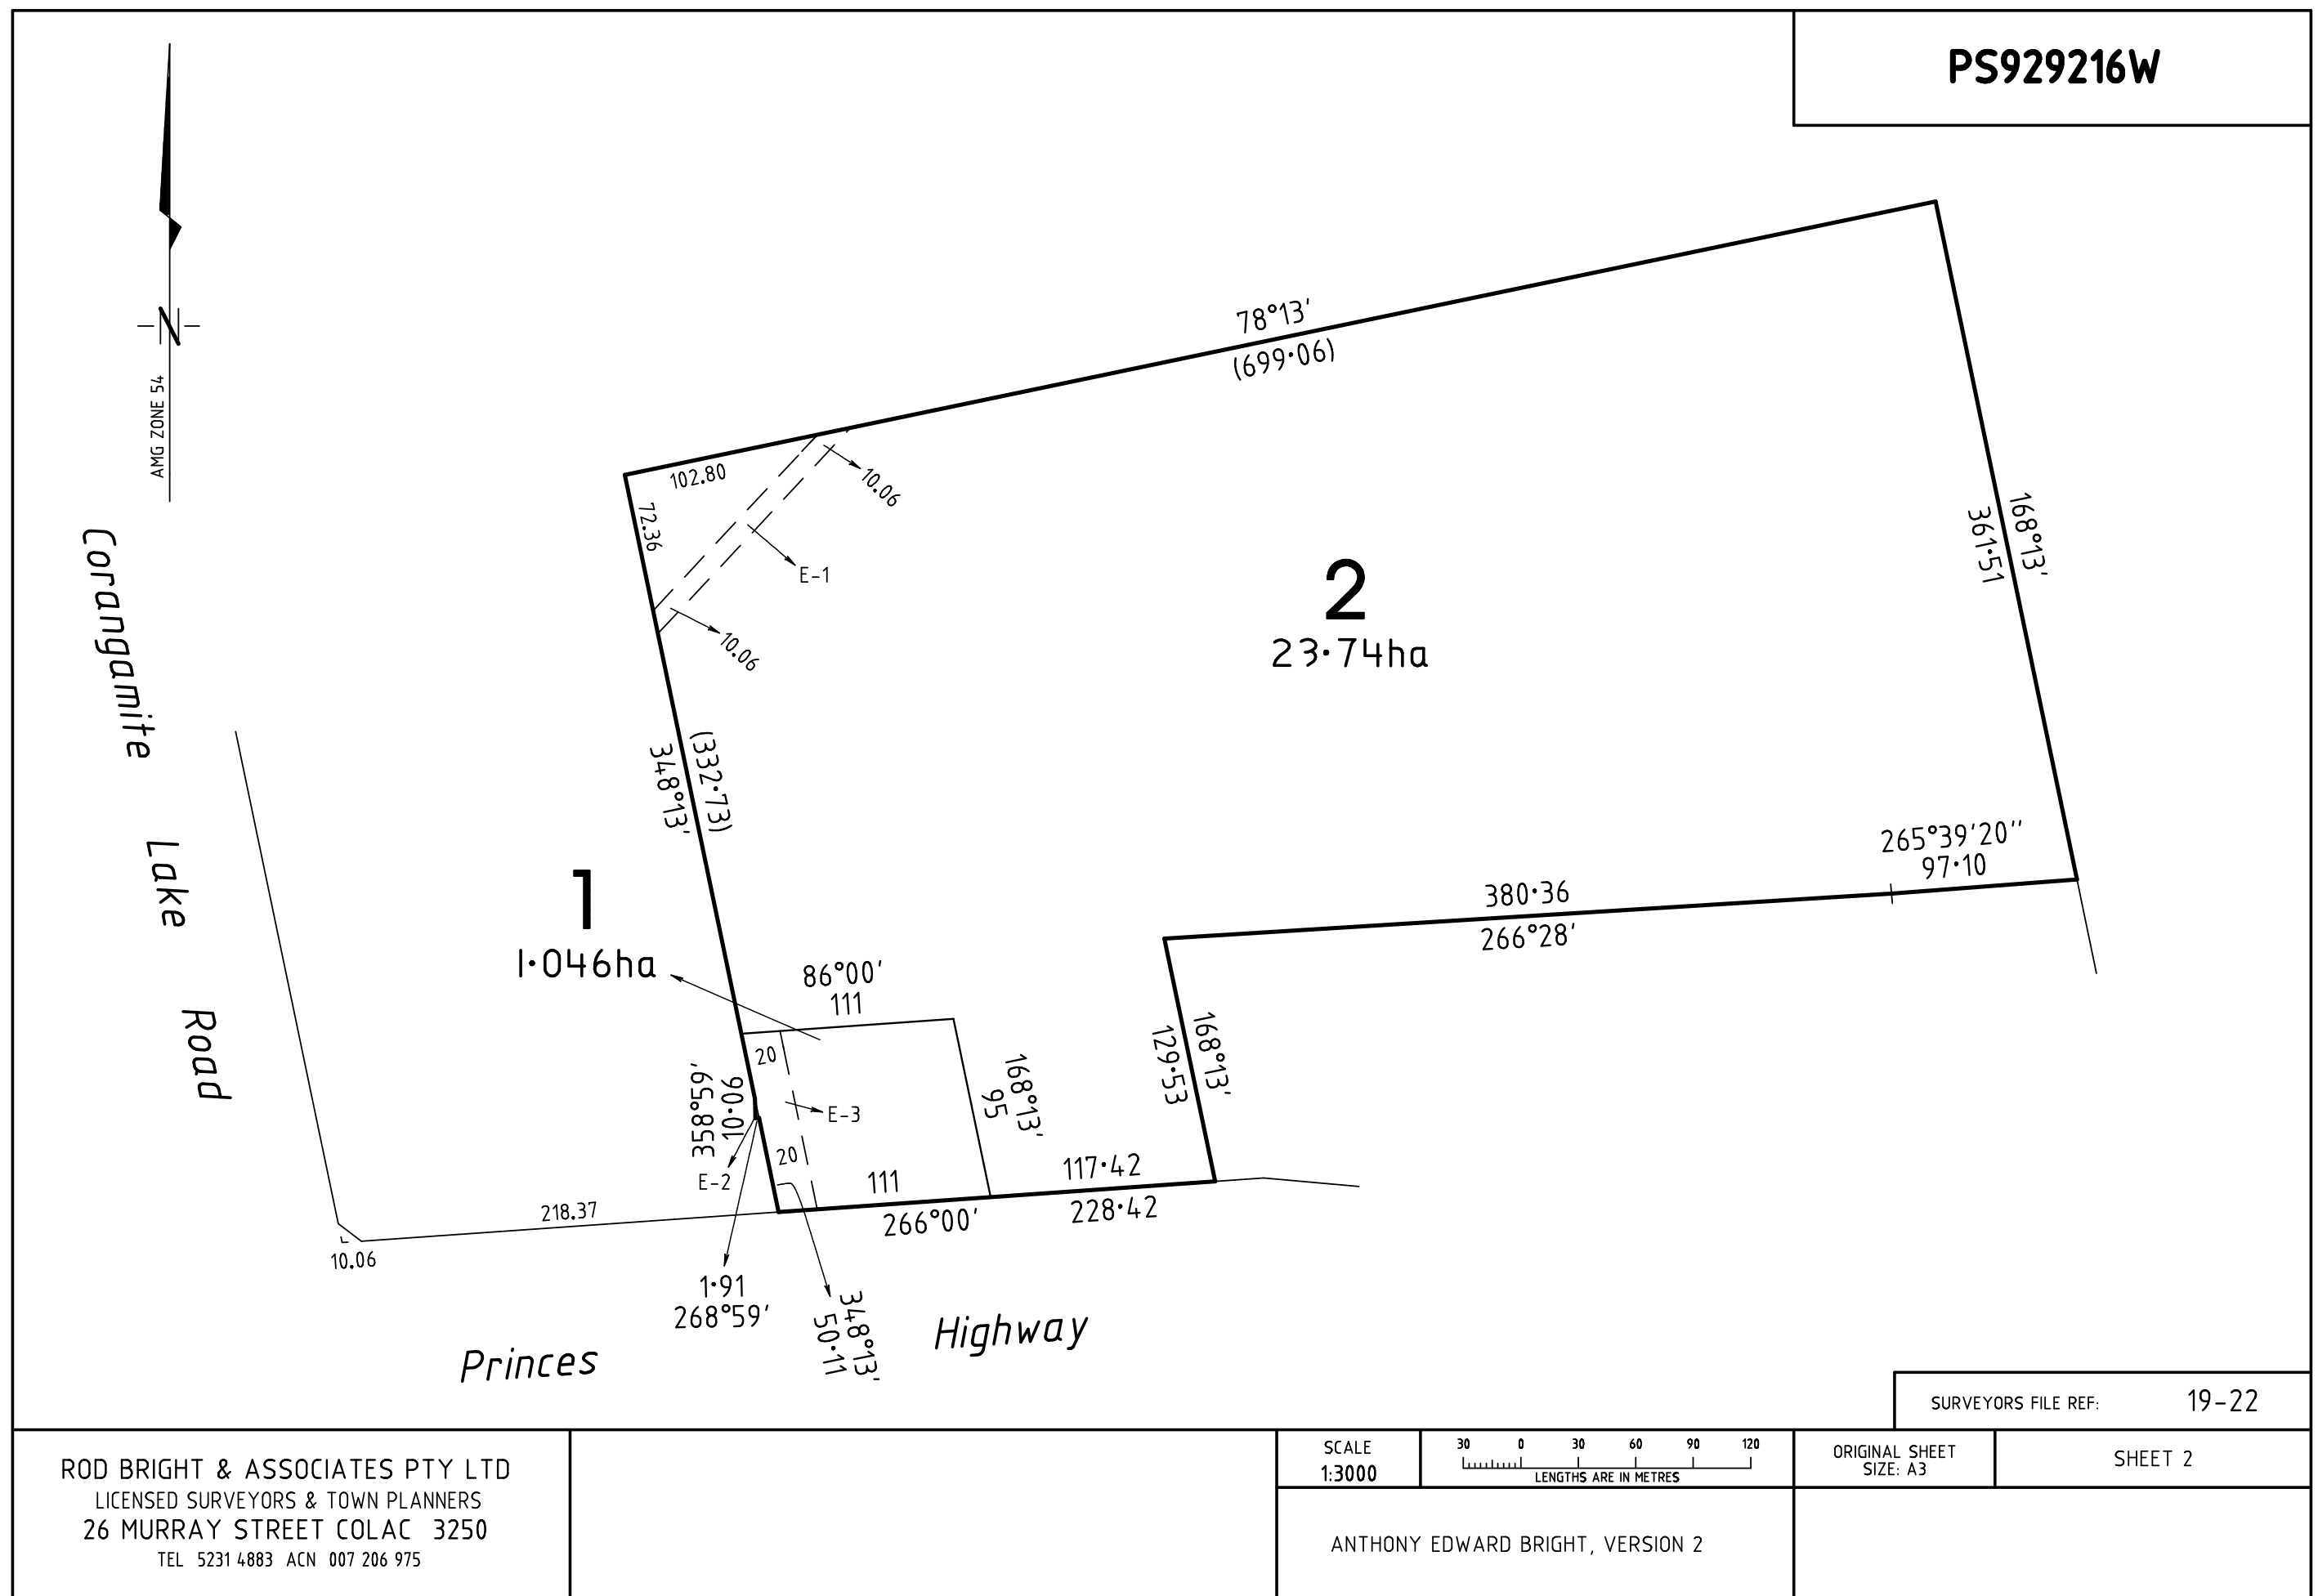 PS929216W
AMG ZONE 54
N
78°13'
(699·06)
102.80
72.36
10.06
E-1
10.06
168°13'
361·51
2
23·74ha
Corangamite Lake Road
(332·73)
348°13'
265°39'20''
97·10
380·36
266°28'
1
1·046ha
86°00'
111
20
358°59'
10·06
E-3
168°13'
95
168°13'
129·53
20
E-2
111
117·42
266°00'
228·42
218.37
10.06
1·91
268°59'
348°13'
50·11
Princes Highway
SURVEYORS FILE REF: 19-22
ROD BRIGHT & ASSOCIATES PTY LTD
LICENSED SURVEYORS & TOWN PLANNERS
26 MURRAY STREET COLAC 3250
TEL 5231 4883 ACN 007 206 975
SCALE
1:3000
30 0 30 60 90 120
LENGTHS ARE IN METRES
ORIGINAL SHEET
SIZE: A3
SHEET 2
ANTHONY EDWARD BRIGHT, VERSION 2